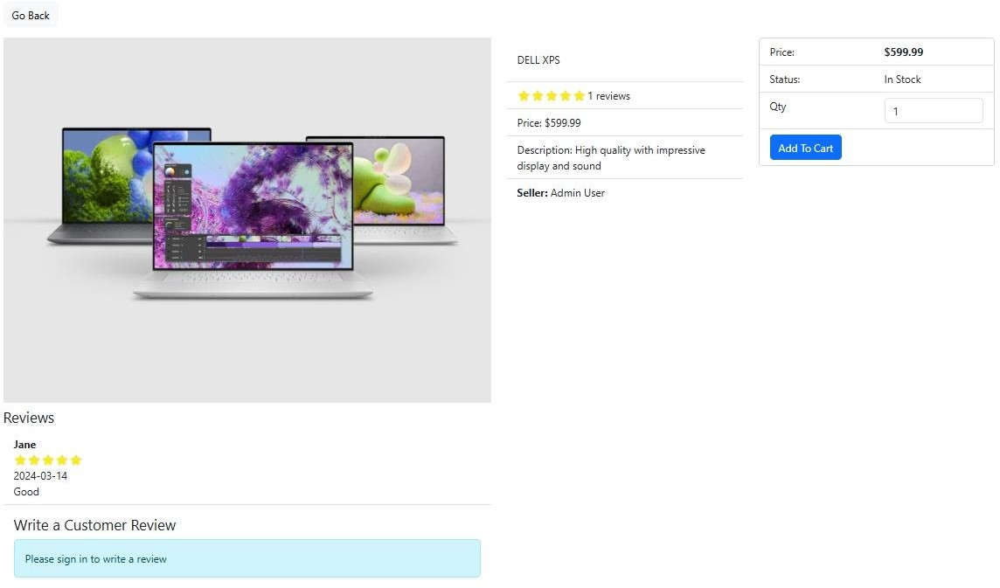 Go Back
DELL XPS
1 reviews
Price: $599.99
Description: High quality with impressive
display and sound
Seller: Admin User
Price: $599.99
Status: In Stock
Qty 1
Add To Cart
Reviews
Jane
2024-03-14
Good
Write a Customer Review
Please sign in to write a review